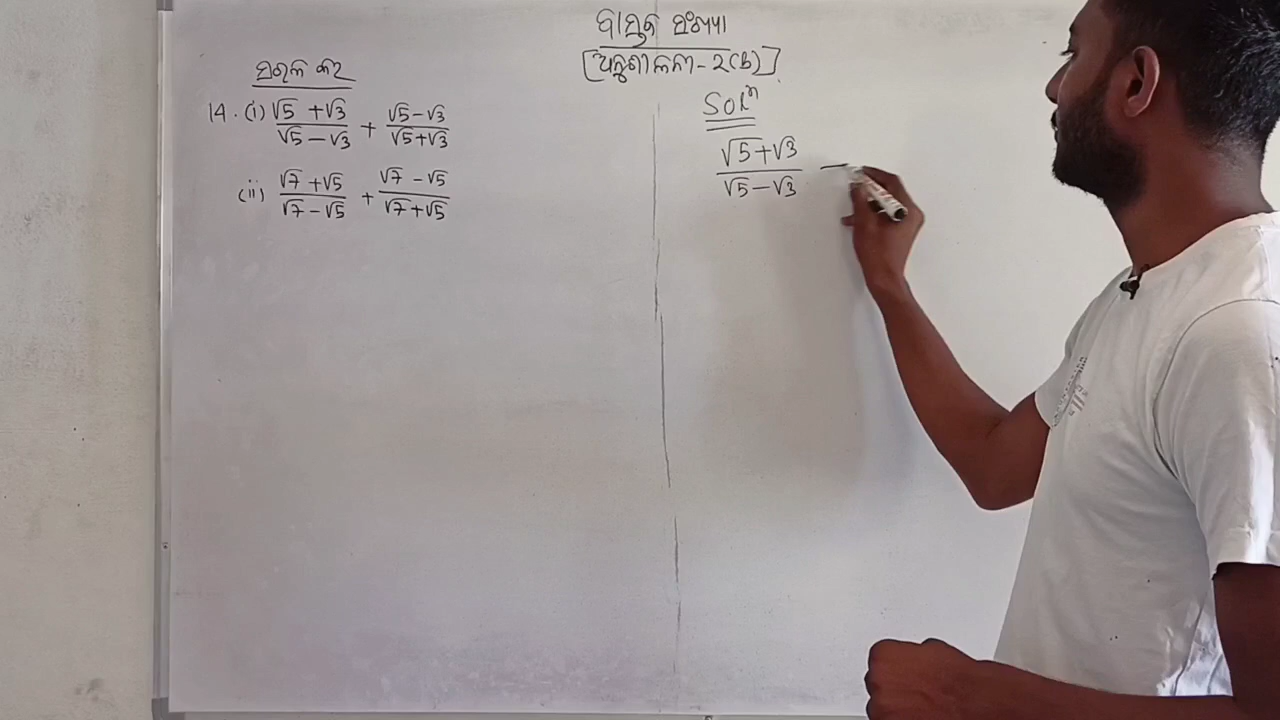 ବାସ୍ତବ ସଂଖ୍ୟା
[ଅନୁଶୀଳନୀ-2(b)]
ସରଳ କର
14. (i) (√5+√3)/(√5-√3) + (√5-√3)/(√5+√3)
(ii) (√7+√5)/(√7-√5) + (√7-√5)/(√7+√5)
Solⁿ
(√5+√3)/(√5-√3)